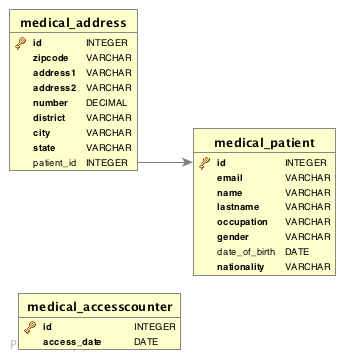 medical_address
id INTEGER
zipcode VARCHAR
address1 VARCHAR
address2 VARCHAR
number DECIMAL
district VARCHAR
city VARCHAR
state VARCHAR
patient_id INTEGER
medical_patient
id INTEGER
email VARCHAR
name VARCHAR
lastname VARCHAR
occupation VARCHAR
gender VARCHAR
date_of_birth DATE
nationality VARCHAR
medical_accesscounter
id INTEGER
access_date DATE